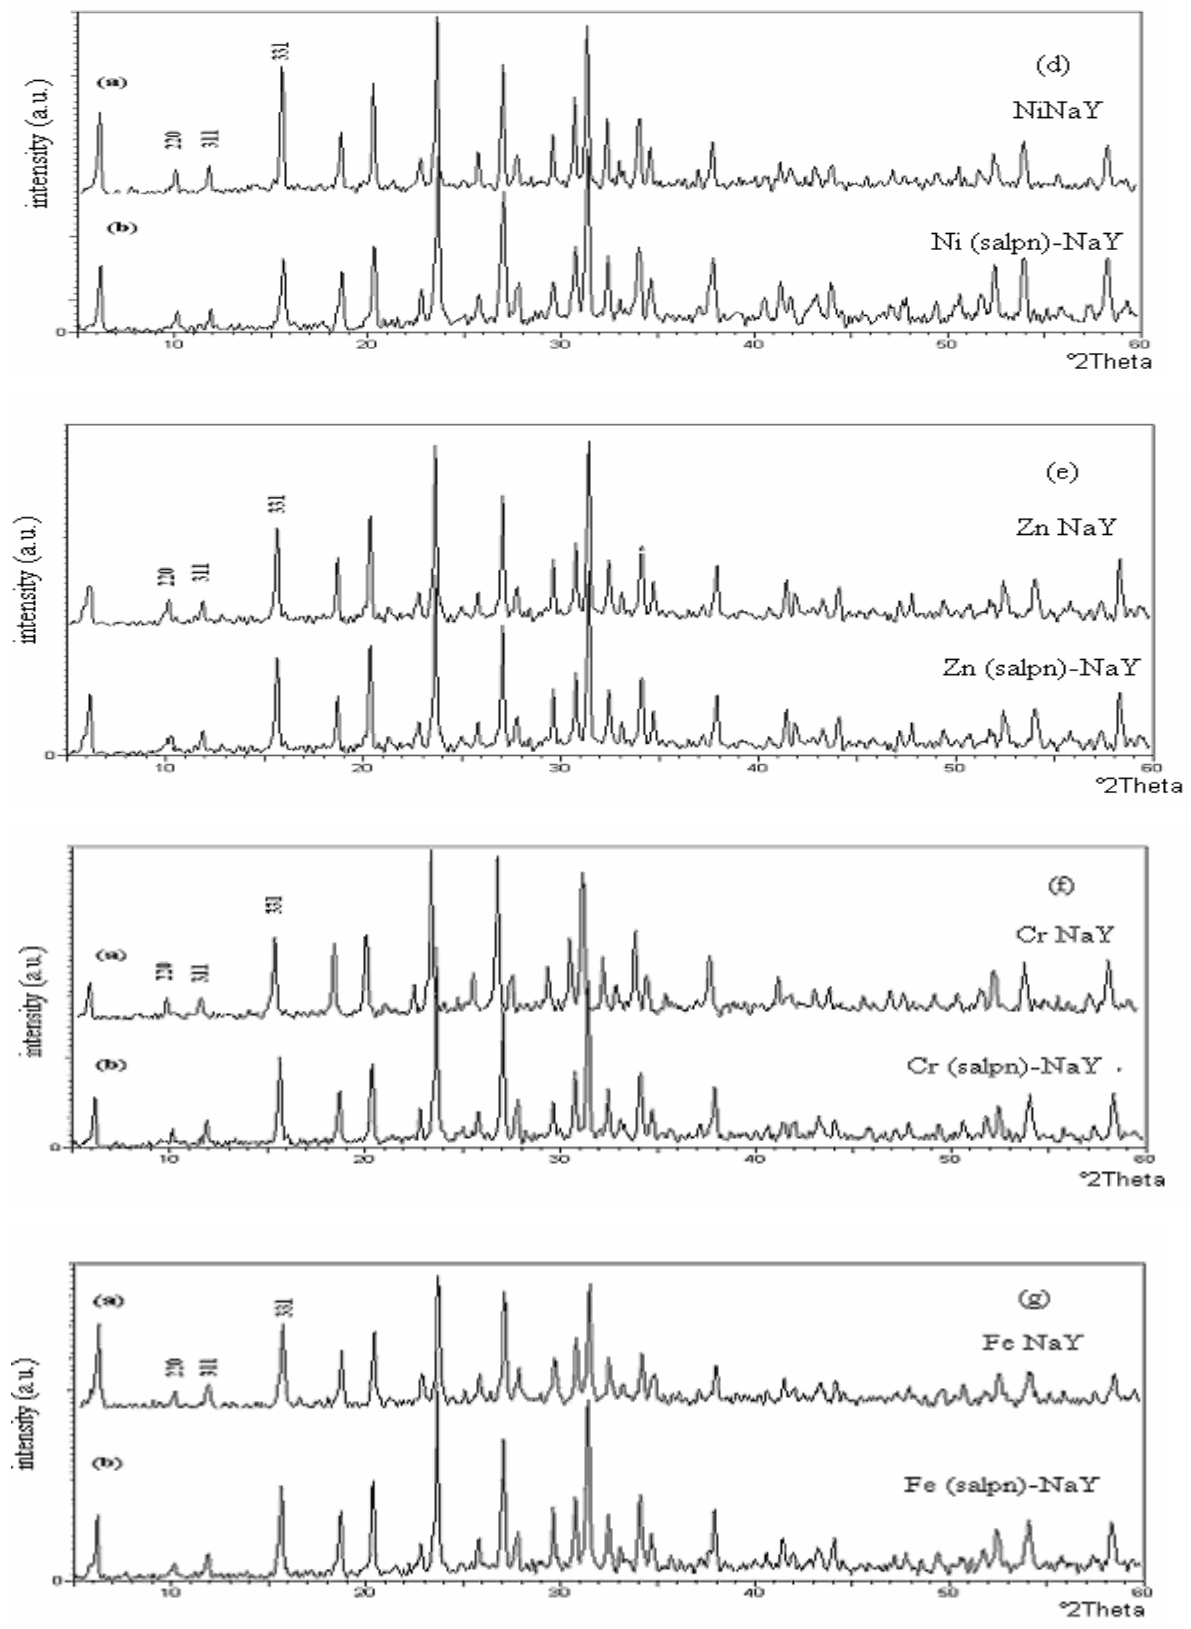 (a)
220
311
331
(d)
NiNaY
intensity (a.u.)
(b)
Ni (salpn)-NaY
0
10 20 30 40 50 60
°2Theta
220
311
331
(e)
Zn NaY
intensity (a.u.)
Zn (salpn)-NaY
0
10 20 30 40 50 60
°2Theta
(a)
220
311
331
(f)
Cr NaY
intensity (a.u.)
(b)
Cr (salpn)-NaY
0
10 20 30 40 50 60
°2Theta
(a)
220
311
331
(g)
Fe NaY
intensity (a.u.)
(b)
Fe (salpn)-NaY
0
10 20 30 40 50 60
°2Theta